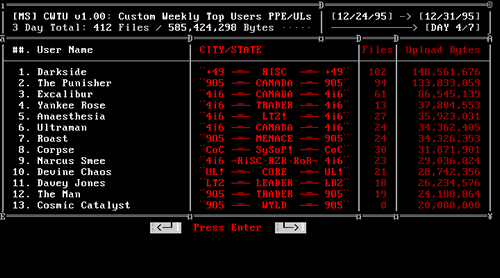 [MS] CWTU v1.00: Custom Weekly Top Users PPE/ULs [12/24/95] -> [12/31/95]
3 Day Total: 412 Files / 585,424,298 Bytes ..... -> [DAY 4/7]
##. User Name CITY/STATE Files Upload Bytes
1. Darkside +49 RISC +49 102 148,561,676
2. The Punisher 905 CANADA 905 94 133,833,059
3. Excalibur 416 CANADA 416 61 86,545,139
4. Yankee Rose 416 TRADER 416 13 37,804,553
5. Anaesthesia 416 LTZ! 416 27 35,923,031
6. Ultraman 416 CANADA 416 24 34,362,405
7. Roast 905 MENACE 905 24 34,326,353
8. Corpse CoC SySoP! CoC 30 31,871,901
9. Narcus Smee 416 -RiSC-RZR-RoR- 416 23 29,036,024
10. Devine Chaos UL! CORE UL! 21 28,742,356
11. Davey Jones LTZ LEADER 18 26,234,576
12. The Man 905 TRADER 905 19 24,188,064
13. Cosmic Catalyst 905 WYLD 905 0 20,800,000
Press Enter